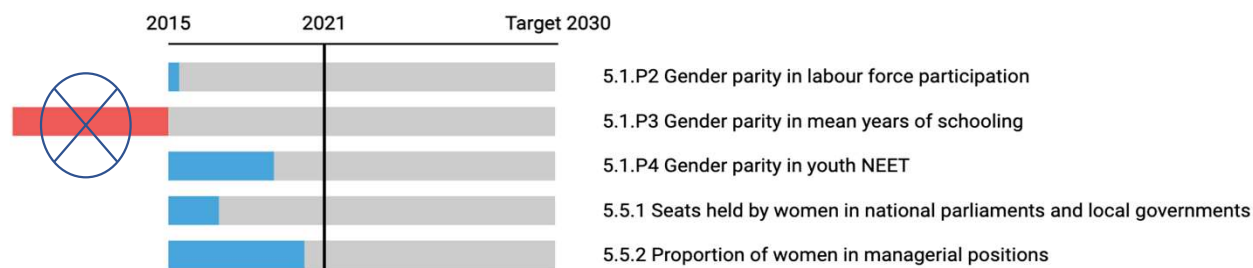 2015 2021 Target 2030
5.1.P2 Gender parity in labour force participation
5.1.P3 Gender parity in mean years of schooling
5.1.P4 Gender parity in youth NEET
5.5.1 Seats held by women in national parliaments and local governments
5.5.2 Proportion of women in managerial positions